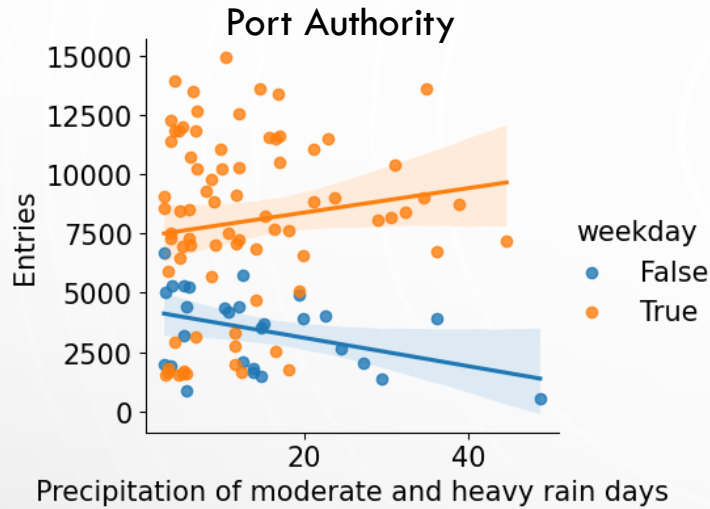 Port Authority
15000
12500
10000
7500
5000
2500
0
Entries
20 40
Precipitation of moderate and heavy rain days
weekday
False
True